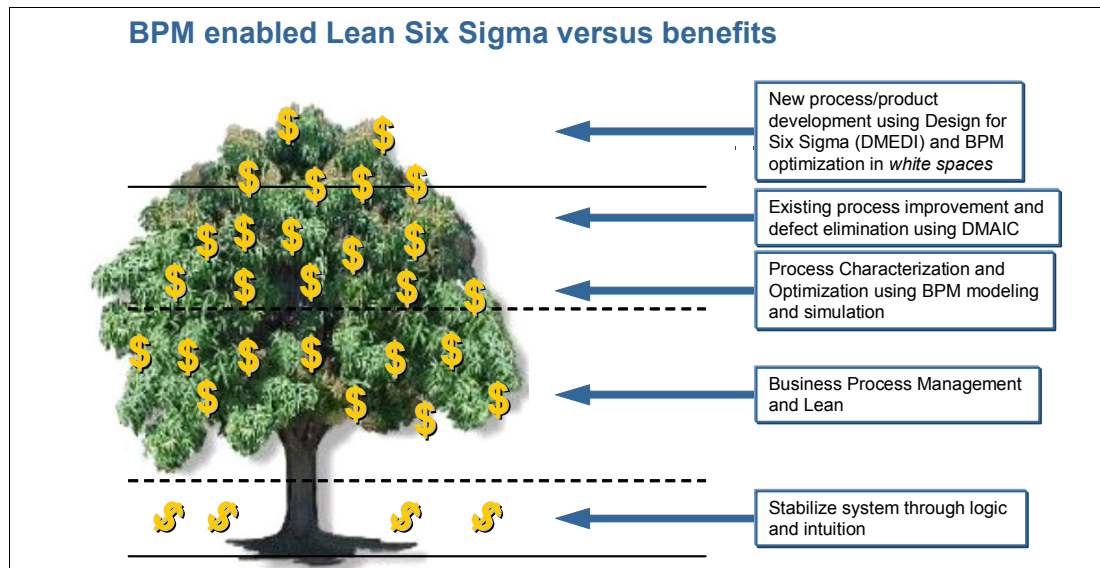 BPM enabled Lean Six Sigma versus benefits
New process/product
development using Design for
Six Sigma (DMEDI) and BPM
optimization in white spaces
Existing process improvement and
defect elimination using DMAIC
Process Characterization and
Optimization using BPM modeling
and simulation
Business Process Management
and Lean
Stabilize system through logic
and intuition
$ $
$ $ $ $
$ $ $ $ $
$ $ $ $ $
$ $ $ $ $ $
$ $ $ $
$ $ $ $